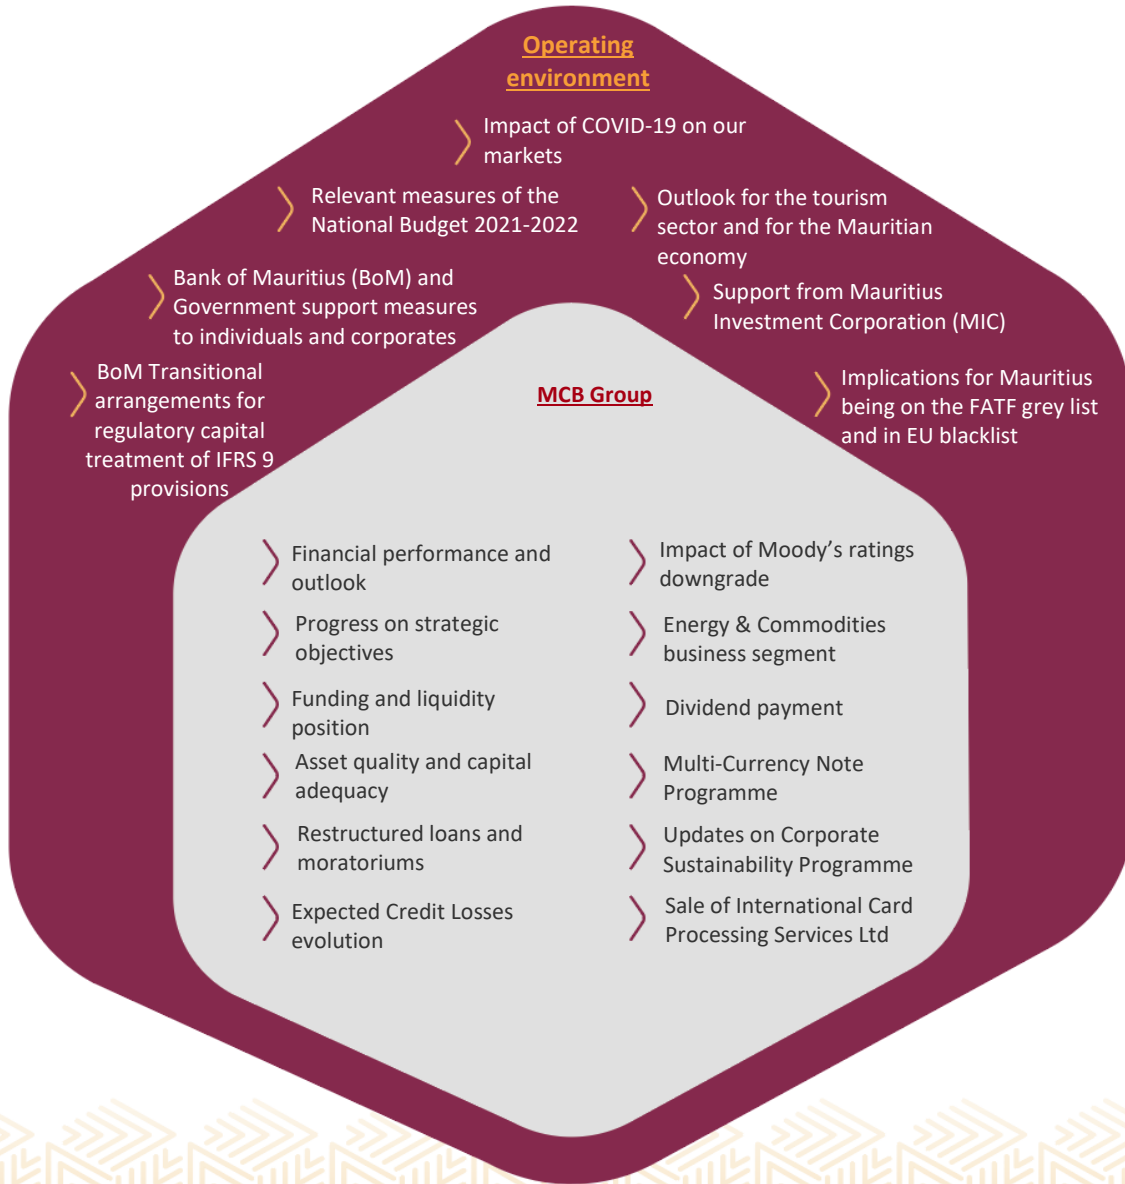 Operating
environment
Impact of COVID-19 on our
markets
Relevant measures of the
National Budget 2021-2022
Outlook for the tourism
sector and for the Mauritian
economy
Bank of Mauritius (BoM) and
Government support measures
to individuals and corporates
Support from Mauritius
Investment Corporation (MIC)
BoM Transitional
arrangements for
regulatory capital
treatment of IFRS 9
provisions
Implications for Mauritius
being on the FATF grey list
and in EU blacklist
MCB Group
Financial performance and
outlook
Progress on strategic
objectives
Funding and liquidity
position
Asset quality and capital
adequacy
Restructured loans and
moratoriums
Expected Credit Losses
evolution
Impact of Moody’s ratings
downgrade
Energy & Commodities
business segment
Dividend payment
Multi-Currency Note
Programme
Updates on Corporate
Sustainability Programme
Sale of International Card
Processing Services Ltd